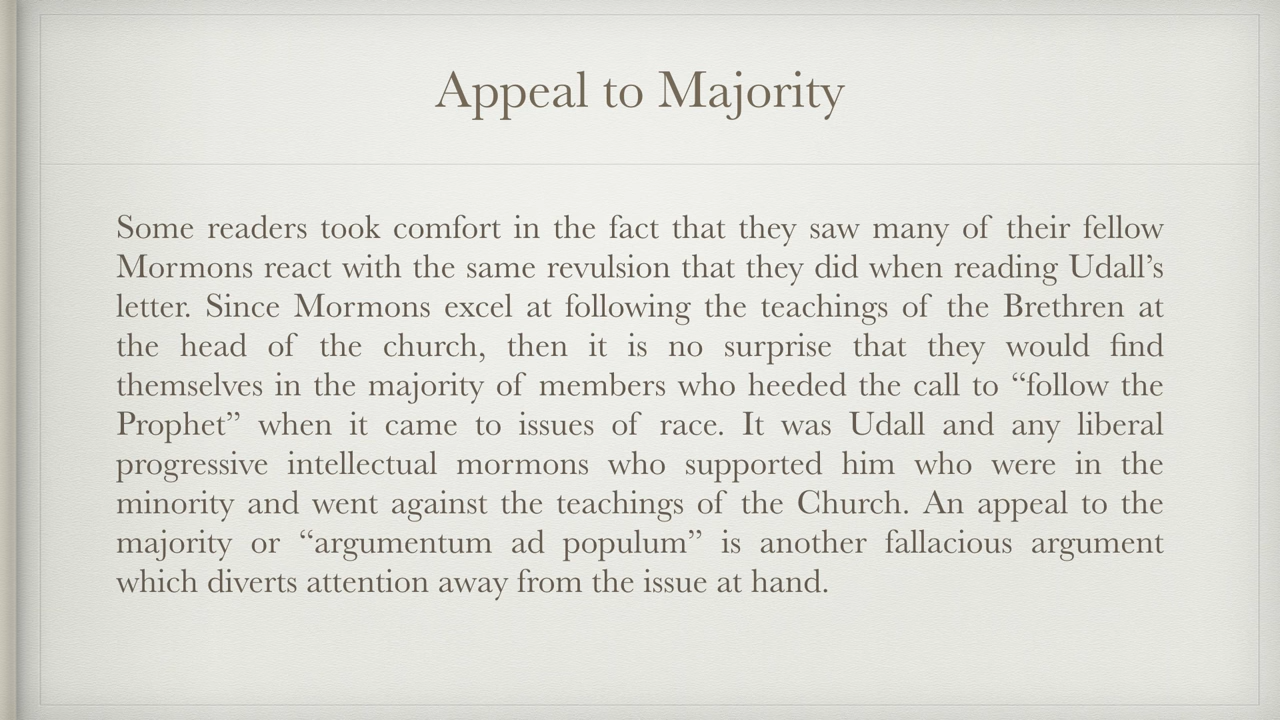 Appeal to Majority
Some readers took comfort in the fact that they saw many of their fellow
Mormons react with the same revulsion that they did when reading Udall’s
letter. Since Mormons excel at following the teachings of the Brethren at
the head of the church, then it is no surprise that they would find
themselves in the majority of members who heeded the call to “follow the
Prophet” when it came to issues of race. It was Udall and any liberal
progressive intellectual mormons who supported him who were in the
minority and went against the teachings of the Church. An appeal to the
majority or “argumentum ad populum” is another fallacious argument
which diverts attention away from the issue at hand.